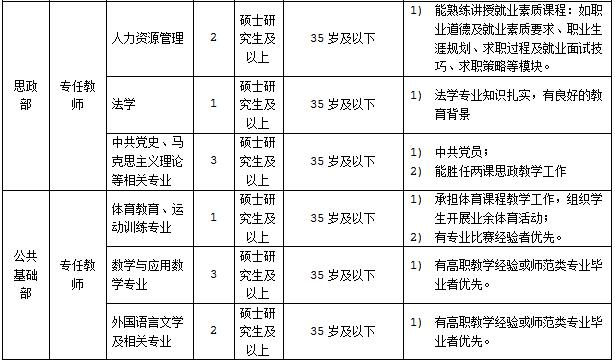 思政部
专任教师
人力资源管理
2
硕士研究生及以上
35 岁及以下
1) 能熟练讲授就业素质课程：如职
业道德及就业素质要求、职业生
涯规划、求职过程及就业面试技
巧、求职策略等模块。
法学
1
硕士研究生及以上
35 岁及以下
1) 法学专业知识扎实，有良好的教
育背景
中共党史、马
克思主义理论
等相关专业
3
硕士研究生及以上
35 岁及以下
1) 中共党员；
2) 能胜任两课思政教学工作
公共基础部
专任教师
体育教育、运
动训练专业
1
硕士研究生及以上
35 岁及以下
1) 承担体育课程教学工作，组织学
生开展业余体育活动；
2) 有专业比赛经验者优先。
数学与应用数
学专业
3
硕士研究生及以上
35 岁及以下
1) 有高职教学经验或师范类专业毕
业者优先。
外国语言文学
及相关专业
2
硕士研究生及以上
35 岁及以下
1) 有高职教学经验或师范类专业毕
业者优先。